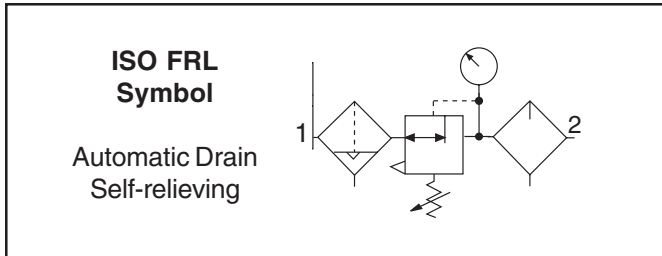 ISO FRL
Symbol
Automatic Drain
Self-relieving
1
2